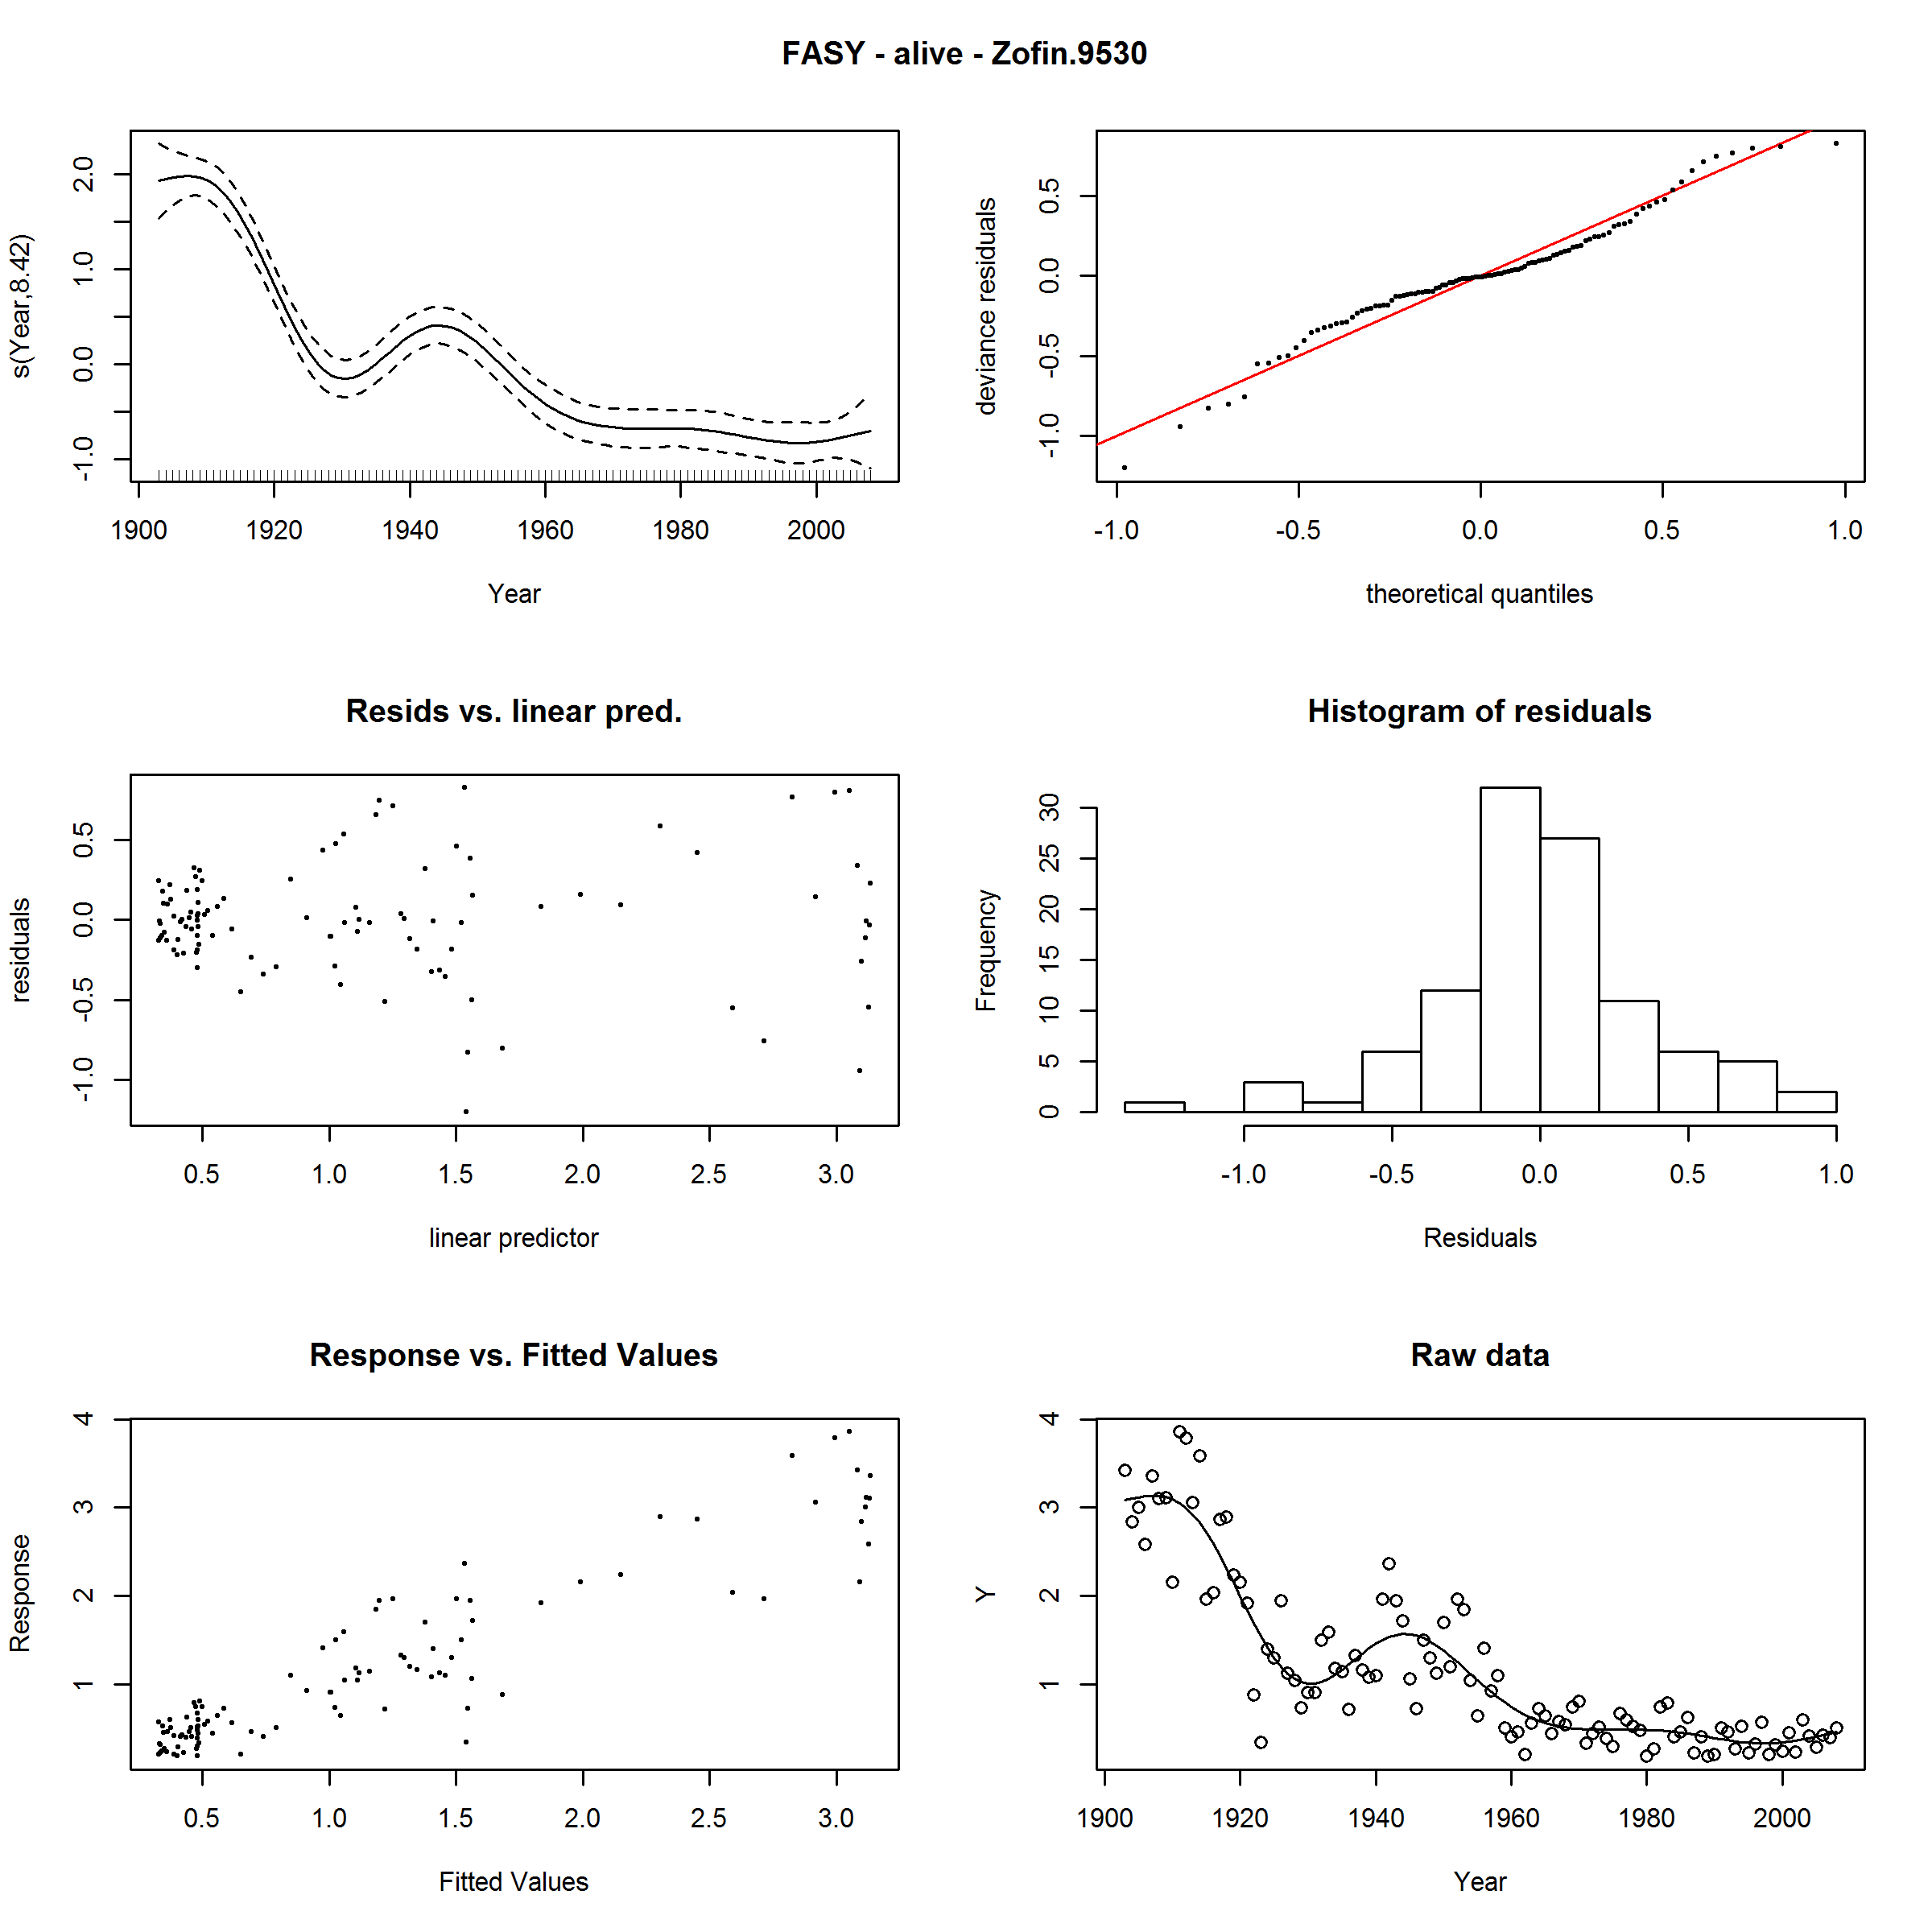 FASY - alive - Zofin.9530
s(Year,8.42)
-1.0 0.0 1.0 2.0
1900 1920 1940 1960 1980 2000
Year
deviance residuals
-1.0 -0.5 0.0 0.5
-1.0 -0.5 0.0 0.5 1.0
theoretical quantiles
Resids vs. linear pred.
residuals
-1.0 -0.5 0.0 0.5
0.5 1.0 1.5 2.0 2.5 3.0
linear predictor
Histogram of residuals
Frequency
0 5 10 15 20 25 30
-1.0 -0.5 0.0 0.5 1.0
Residuals
Response vs. Fitted Values
Response
1 2 3 4
0.5 1.0 1.5 2.0 2.5 3.0
Fitted Values
Raw data
Y
1 2 3 4
1900 1920 1940 1960 1980 2000
Year